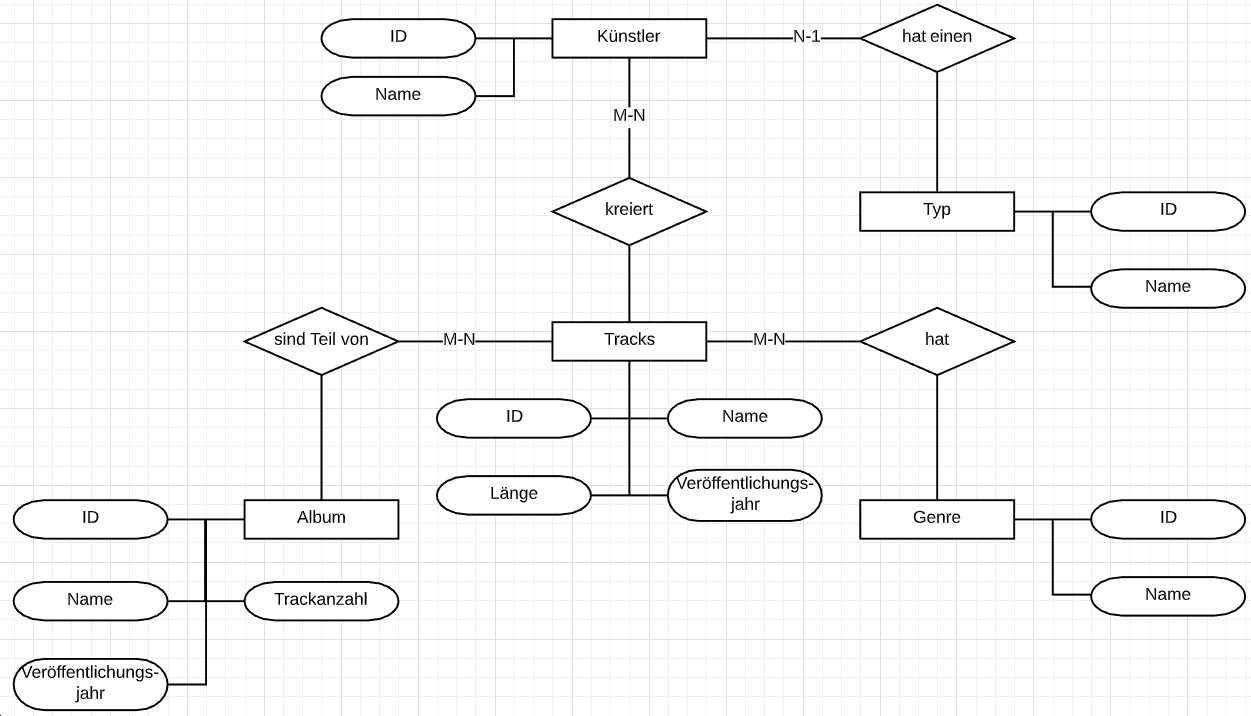 ID
Künstler
N-1
hat einen
Name
M-N
kreiert
Typ
ID
Name
sind Teil von
M-N
Tracks
M-N
hat
ID
Name
Länge
Veröffentlichungs-
jahr
ID
Album
Genre
ID
Name
Trackanzahl
Name
Veröffentlichungs-
jahr